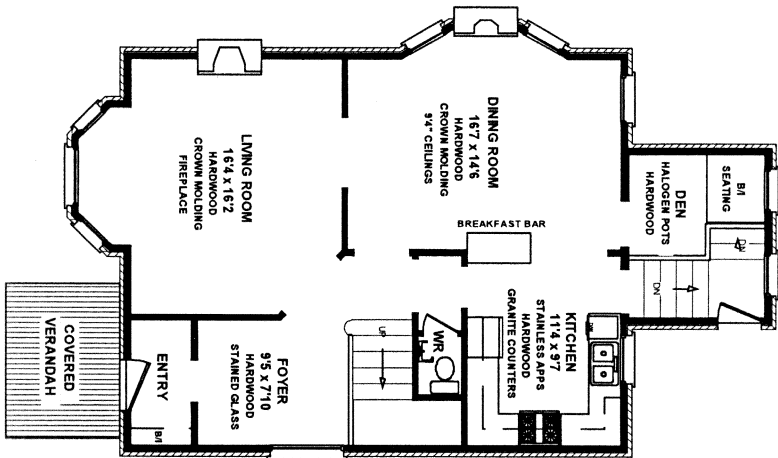 LIVING ROOM
16'4 x 16'2
HARDWOOD
CROWN MOLDING
FIREPLACE
DINING ROOM
16'7 x 14'6
HARDWOOD
CROWN MOLDING
9'4" CEILINGS
DEN
HALOGEN POTS
HARDWOOD
B/I
SEATING
BREAKFAST BAR
DN
DN
KITCHEN
11'4 x 9'7
STAINLESS APPS
HARDWOOD
GRANITE COUNTERS
DW
WR
UP
FOYER
9'5 x 7'10
HARDWOOD
STAINED GLASS
ENTRY
B/I
COVERED
VERANDAH